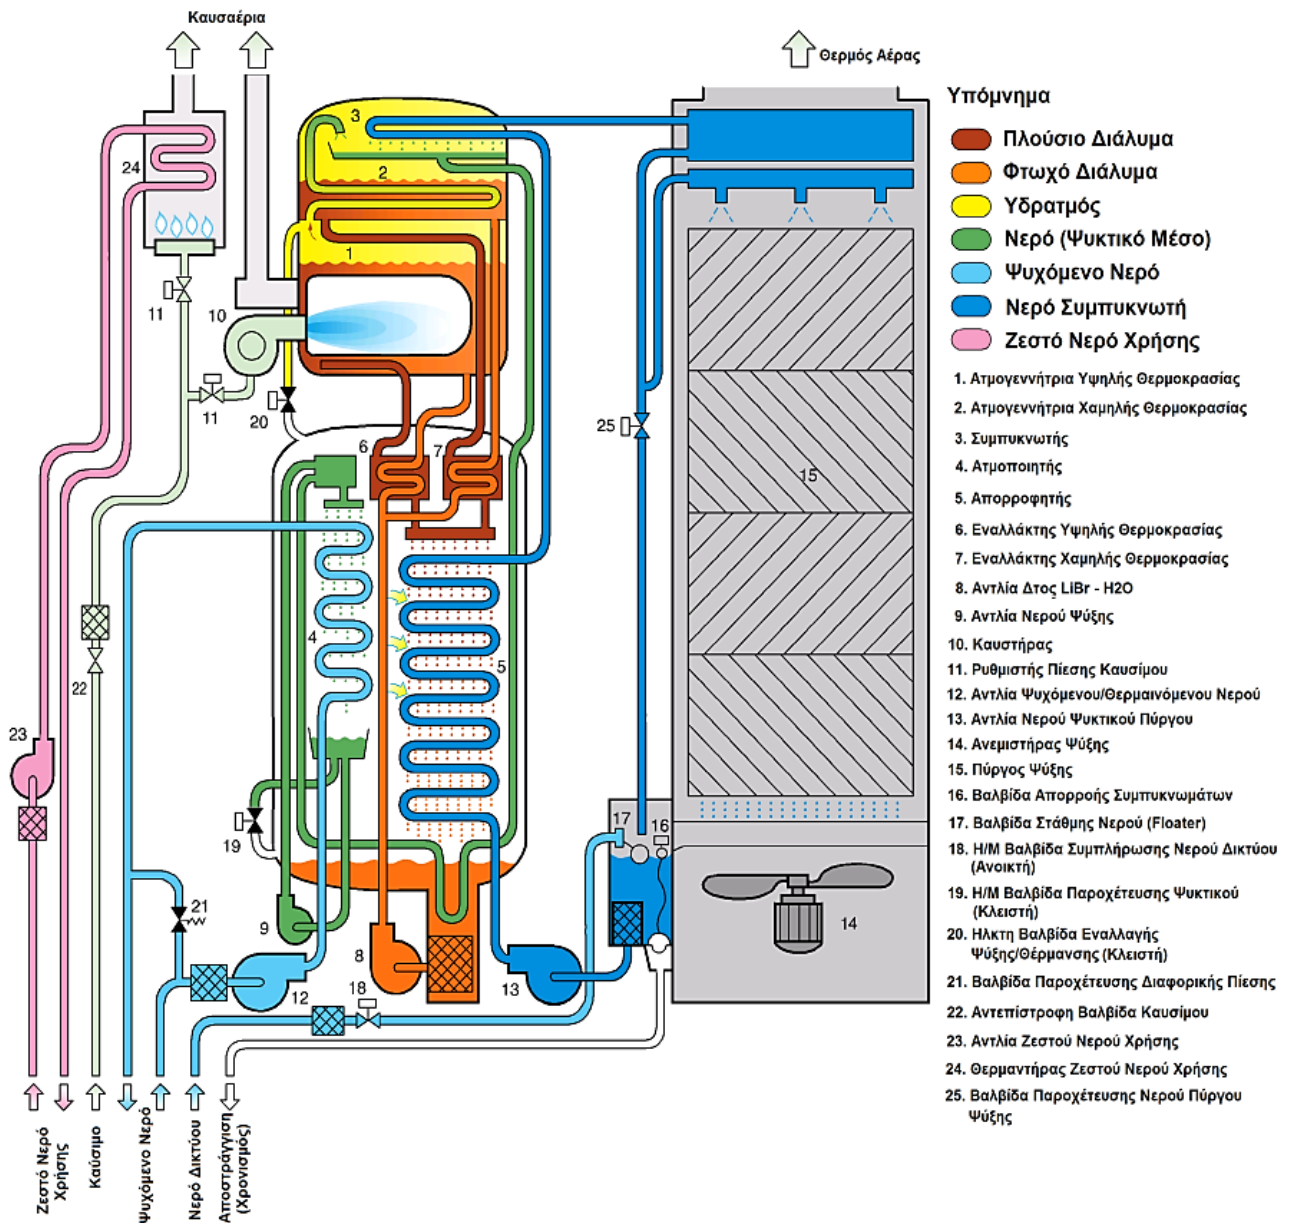 Καυσαέρια
Θερμός Αέρας
Υπόμνημα
Πλούσιο Διάλυμα
Φτωχό Διάλυμα
Υδρατμός
Νερό (Ψυκτικό Μέσο)
Ψυχόμενο Νερό
Νερό Συμπυκνωτή
Ζεστό Νερό Χρήσης
1. Ατμογεννήτρια Υψηλής Θερμοκρασίας
2. Ατμογεννήτρια Χαμηλής Θερμοκρασίας
3. Συμπυκνωτής
4. Ατμοποιητής
5. Απορροφητής
6. Εναλλάκτης Υψηλής Θερμοκρασίας
7. Εναλλάκτης Χαμηλής Θερμοκρασίας
8. Αντλία Δτος LiBr - H2O
9. Αντλία Νερού Ψύξης
10. Καυστήρας
11. Ρυθμιστής Πίεσης Καυσίμου
12. Αντλία Ψυχόμενου/Θερμαινόμενου Νερού
13. Αντλία Νερού Ψυκτικού Πύργου
14. Ανεμιστήρας Ψύξης
15. Πύργος Ψύξης
16. Βαλβίδα Απορροής Συμπυκνωμάτων
17. Βαλβίδα Στάθμης Νερού (Floater)
18. Η/Μ Βαλβίδα Συμπλήρωσης Νερού Δικτύου
(Ανοικτή)
19. Η/Μ Βαλβίδα Παροχέτευσης Ψυκτικού
(Κλειστή)
20. Ηλκτη Βαλβίδα Εναλλαγής
Ψύξης/Θέρμανσης (Κλειστή)
21. Βαλβίδα Παροχέτευσης Διαφορικής Πίεσης
22. Αντεπίστροφη Βαλβίδα Καυσίμου
23. Αντλία Ζεστού Νερού Χρήσης
24. Θερμαντήρας Ζεστού Νερού Χρήσης
25. Βαλβίδα Παροχέτευσης Νερού Πύργου
Ψύξης
3
24
2
1
11
10
11
20
25
6
7
15
4
5
22
23
17
16
19
21
9
8
14
12
18
13
Ζεστό Νερό
Χρήσης
Καύσιμο
Ψυχόμενο Νερό
Νερό Δικτύου
Αποστράγγιση
(Χρονισμός)